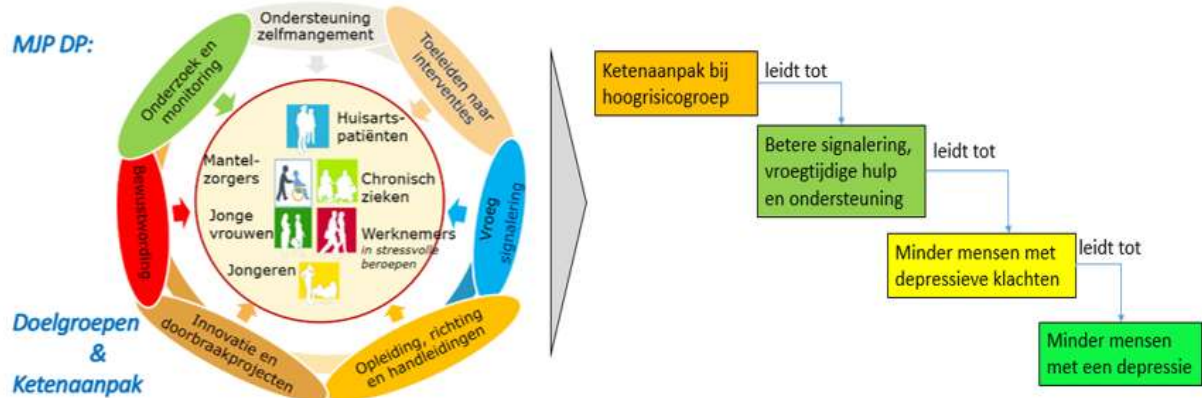 MJP DP:
Ondersteuning
zelfmangement
Toeleiden naar
interventies
Vroeg
signalering
Opleiding, richting
en handleidingen
Innovatie en
doorbraakprojecten
Bewustwording
Onderzoek en
monitoring
Huisarts-
patiënten
Mantel-
zorgers
Chronisch
zieken
Jonge
vrouwen
Werknemers
in stressvolle
beroepen
Jongeren
Doelgroepen
&
Ketenaanpak
Ketenaanpak bij
hoogrisicogroep
leidt tot
Betere signalering,
vroegtijdige hulp
en ondersteuning
leidt tot
Minder mensen met
depressieve klachten
leidt tot
Minder mensen
met een depressie